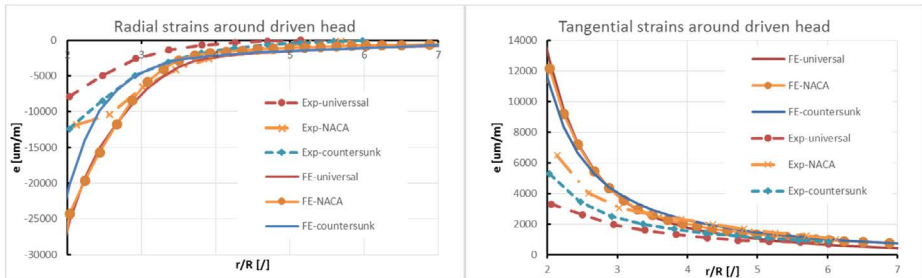 Radial strains around driven head
0
-5000
-10000
-15000
-20000
-25000
-30000
3
4
5
6
7
e [um/m]
r/R [/]
Exp-universsal
Exp-NACA
Exp-countersunk
FE-universal
FE-NACA
FE-countersunk
Tangential strains around driven head
14000
12000
10000
8000
6000
4000
2000
0
2
3
4
5
6
7
e [um/m]
r/R [/]
FE-universal
FE-NACA
FE-countersunk
Exp-universal
Exp-NACA
Exp-countersunk